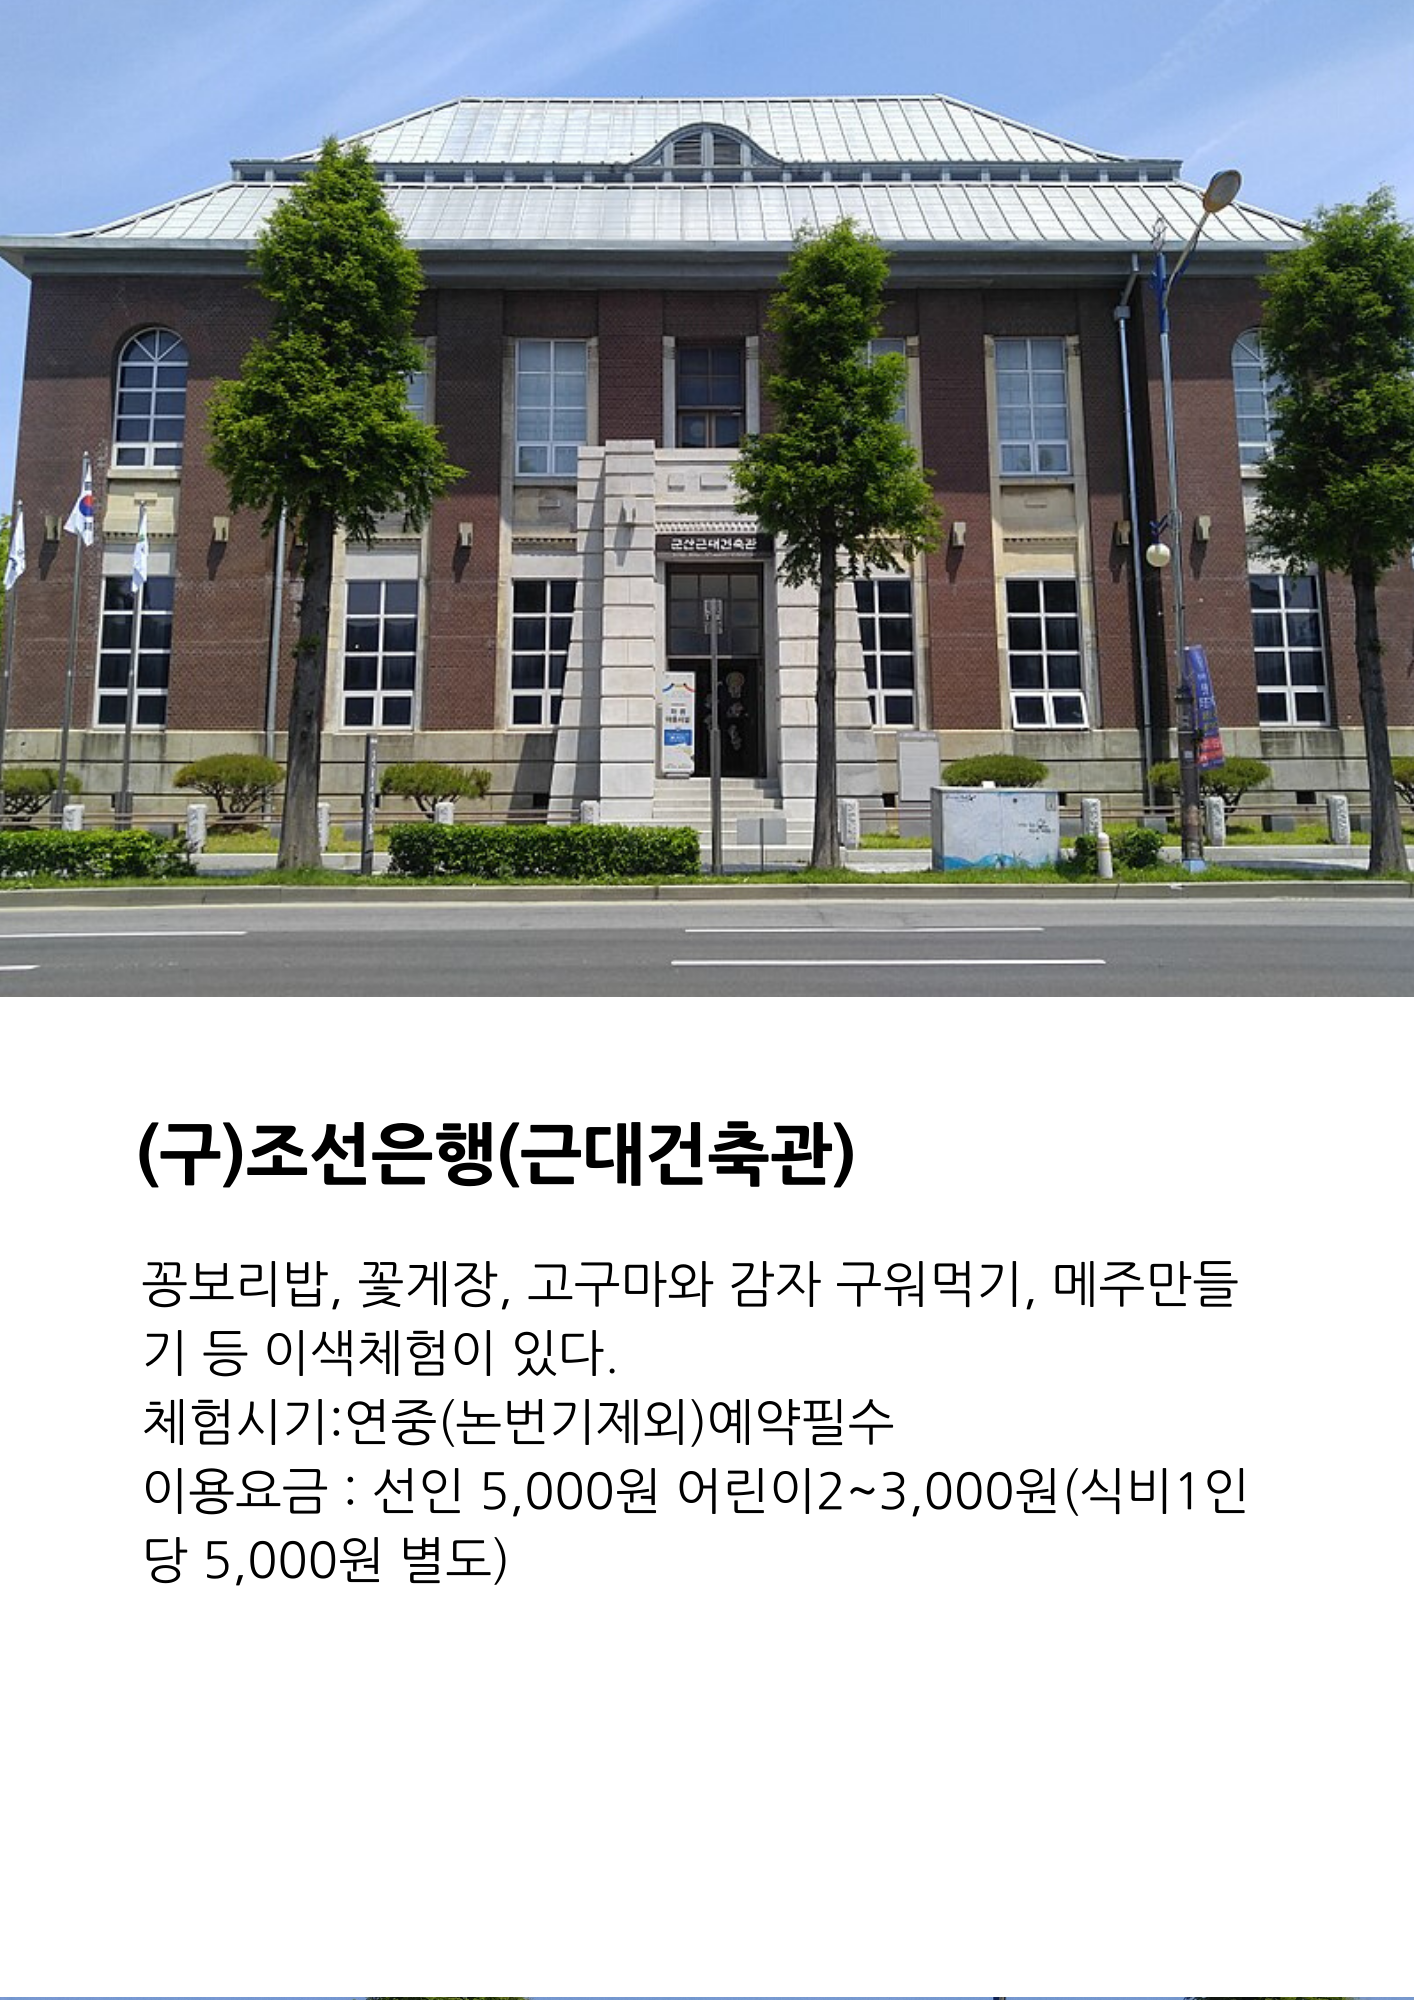 군산근대건축관
(구)조선은행(근대건축관)
꽁보리밥, 꽃게장, 고구마와 감자 구워먹기, 메주만들
기 등 이색체험이 있다.
체험시기:연중(논번기제외)예약필수
이용요금 : 선인 5,000원 어린이2~3,000원(식비1인
당 5,000원 별도)